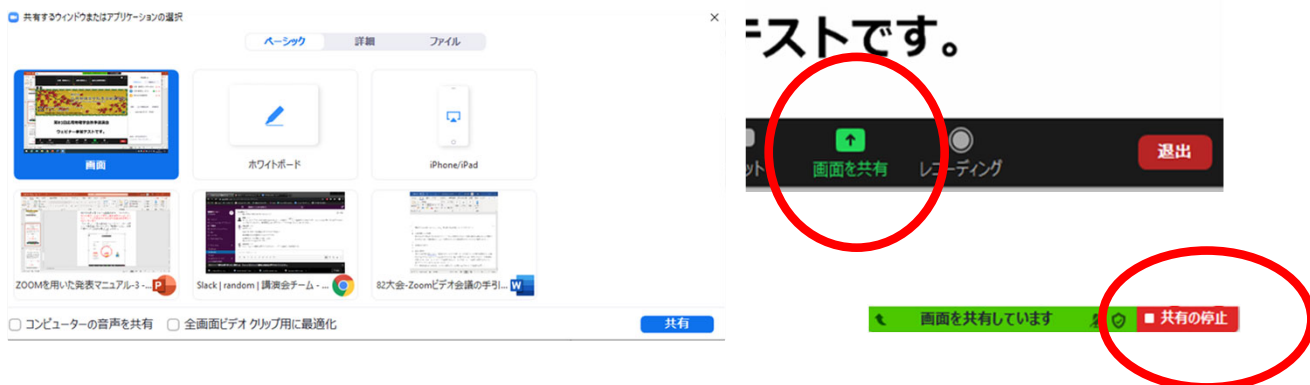 共有するウィンドウまたはアプリケーションの選択
ベーシック 詳細 ファイル
画面
ホワイトボード
iPhone/iPad
ZOOMを用いた発表マニュアル-3 -...
Slack | random | 講演会チーム - ...
82大会-Zoomビデオ会議の手引...
コンピューターの音声を共有
全画面ビデオ クリップ用に最適化
共有
テストです。
画面を共有
レコーディング
退出
画面を共有しています
共有の停止